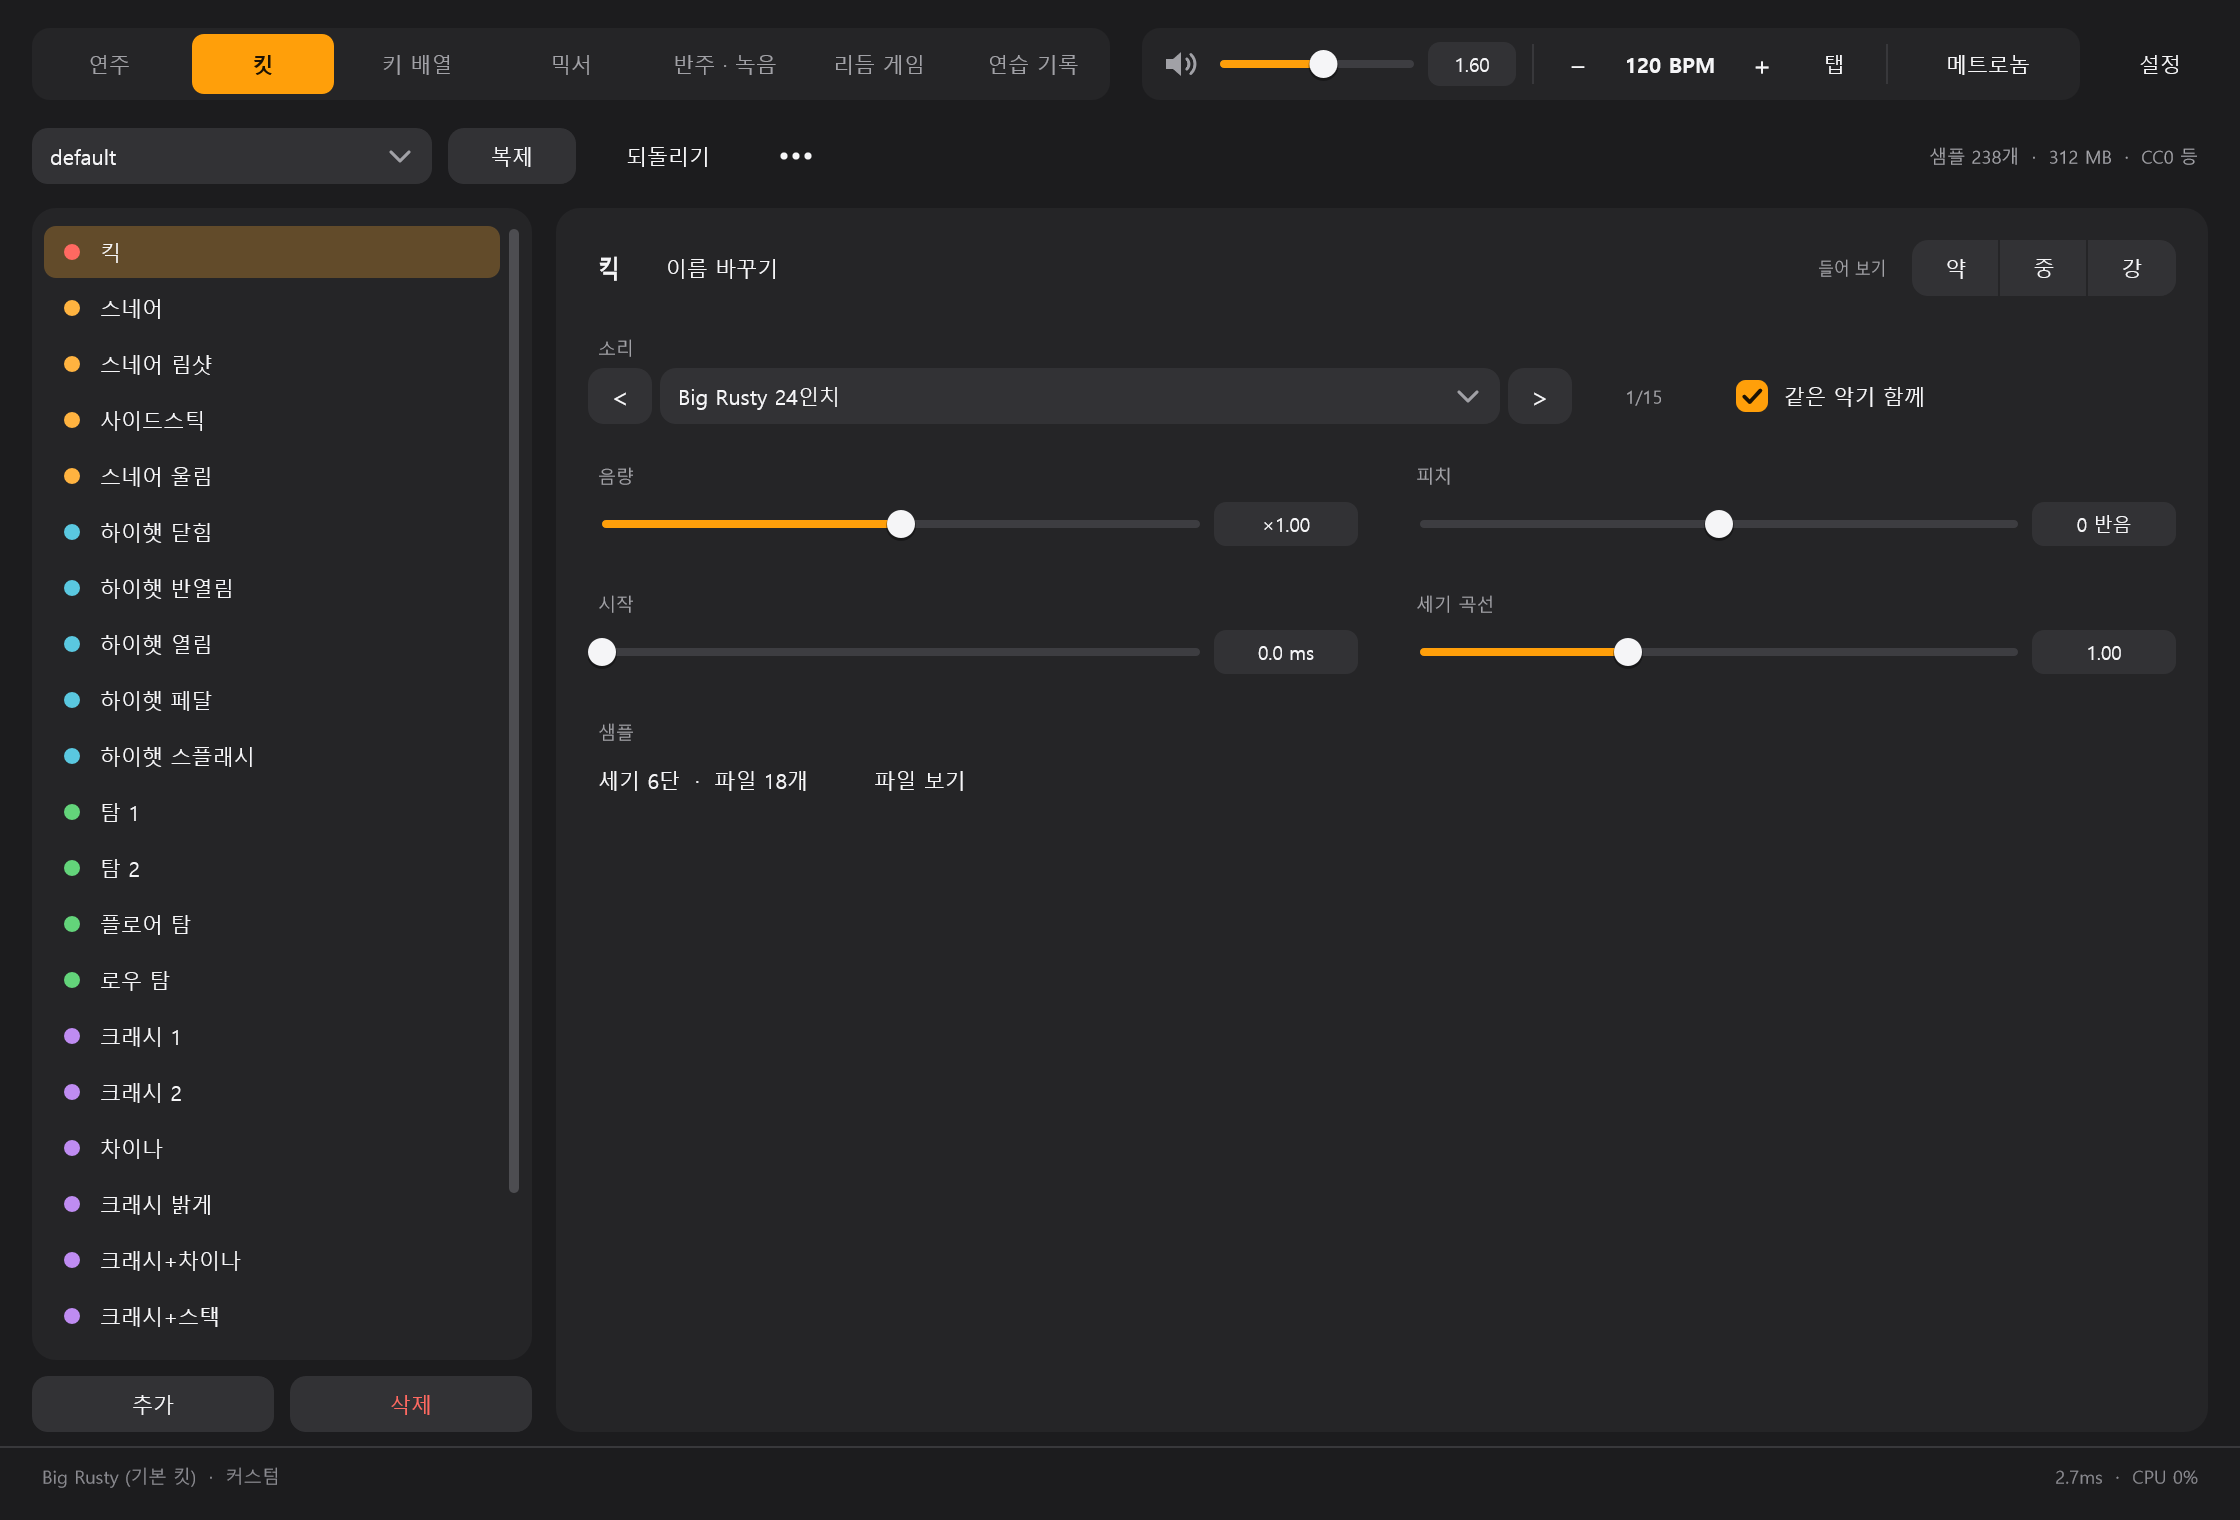 연주 킷 키 배열 믹서 반주 · 녹음 리듬 게임 연습 기록 1.60 − 120 BPM + 탭 메트로놈 설정
default 복제 되돌리기 ••• 샘플 238개 · 312 MB · CC0 등
킥
스네어
스네어 림샷
사이드스틱
스네어 울림
하이햇 닫힘
하이햇 반열림
하이햇 열림
하이햇 페달
하이햇 스플래시
탐 1
탐 2
플로어 탐
로우 탐
크래시 1
크래시 2
차이나
크래시 밝게
크래시+차이나
크래시+스택
추가 삭제
킥 이름 바꾸기 들어 보기 약 중 강
소리
< Big Rusty 24인치 > 1/15 같은 악기 함께
음량 피치
×1.00 0 반음
시작 세기 곡선
0.0 ms 1.00
샘플
세기 6단 · 파일 18개 파일 보기
Big Rusty (기본 킷) · 커스텀 2.7ms · CPU 0%